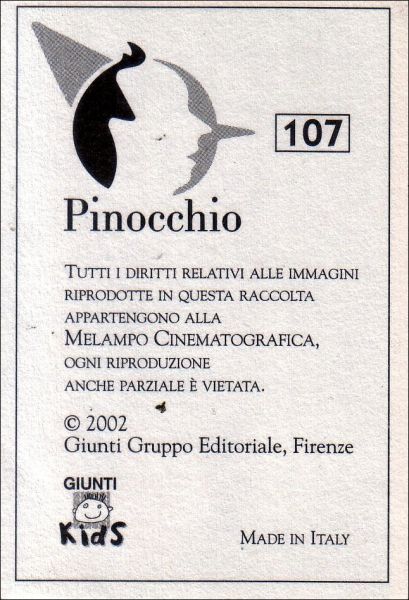 107
Pinocchio
TUTTI I DIRITTI RELATIVI ALLE IMMAGINI
RIPRODOTTE IN QUESTA RACCOLTA
APPARTENGONO ALLA
MELAMPO CINEMATOGRAFICA,
OGNI RIPRODUZIONE
ANCHE PARZIALE È VIETATA.
© 2002
Giunti Gruppo Editoriale, Firenze
GIUNTI
Kids
MADE IN ITALY